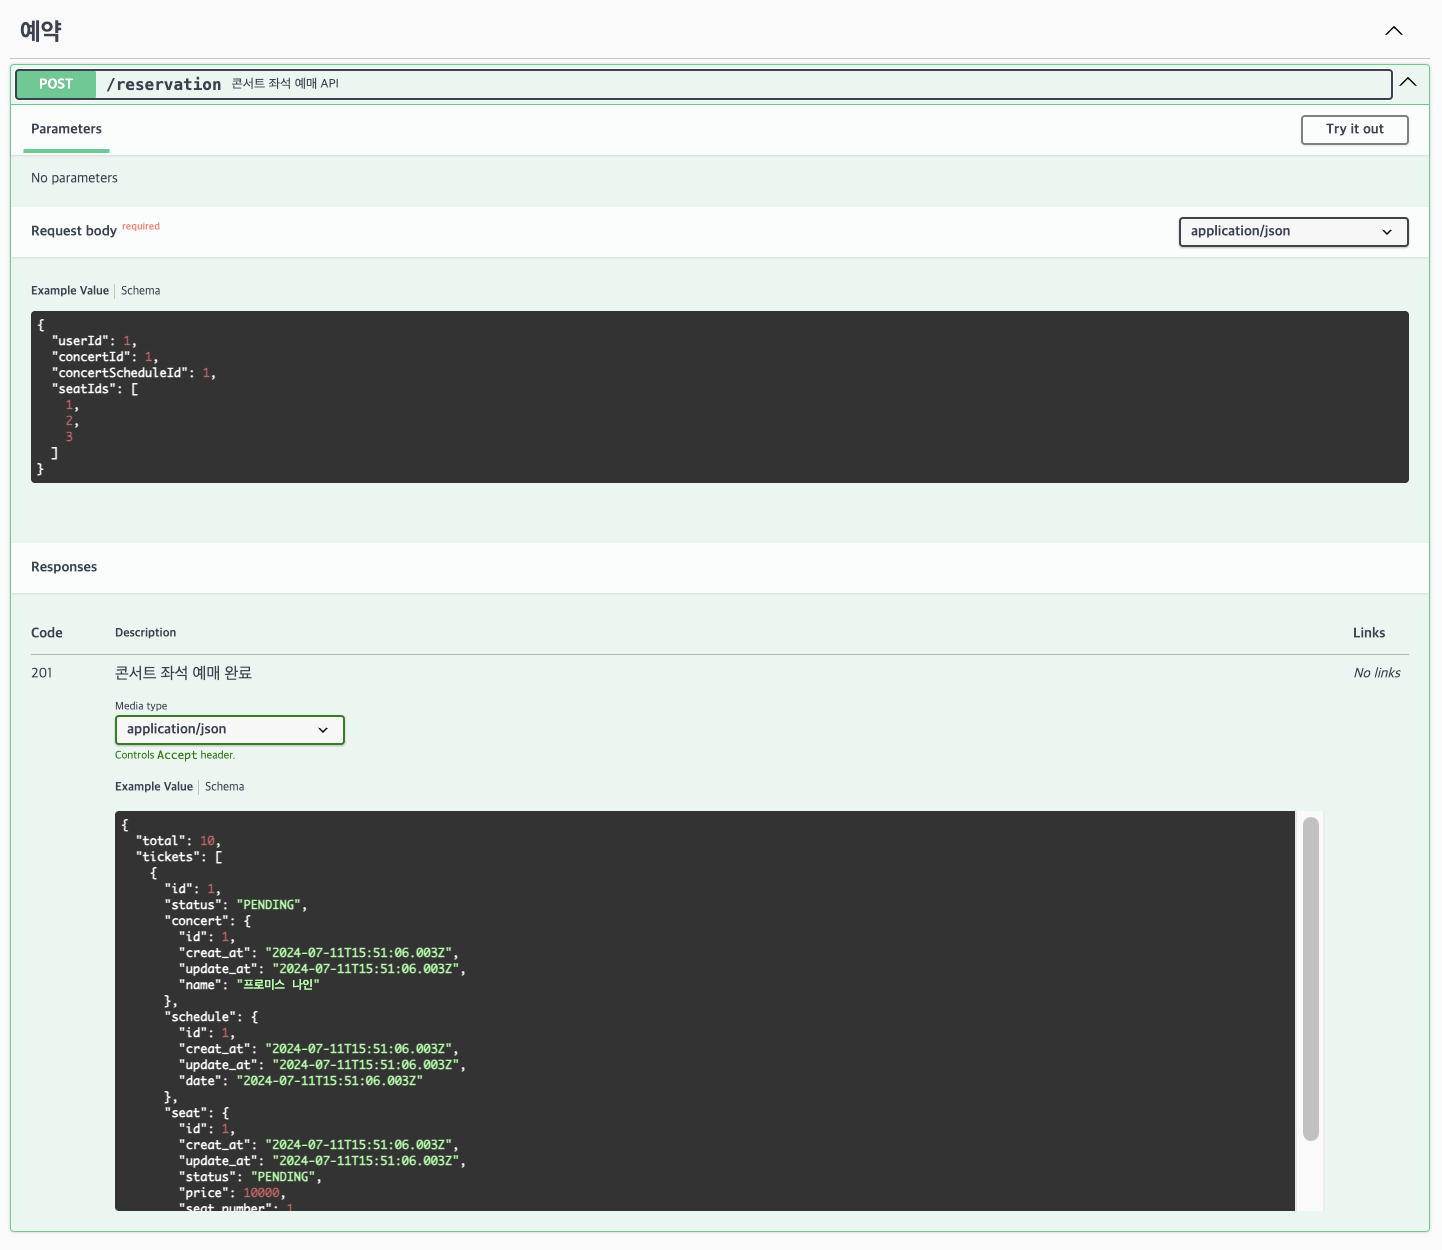 예약
POST /reservation 콘서트 좌석 예매 API
Parameters
Try it out
No parameters
Request body required
application/json
Example Value Schema
{
"userId": 1,
"concertId": 1,
"concertScheduleId": 1,
"seatIds": [
1,
2,
3
]
}
Responses
Code Description Links
201 콘서트 좌석 예매 완료 No links
Media type
application/json
Controls Accept header.
Example Value Schema
{
"total": 10,
"tickets": [
{
"id": 1,
"status": "PENDING",
"concert": {
"id": 1,
"creat_at": "2024-07-11T15:51:06.003Z",
"update_at": "2024-07-11T15:51:06.003Z",
"name": "프로미스 나인"
},
"schedule": {
"id": 1,
"creat_at": "2024-07-11T15:51:06.003Z",
"update_at": "2024-07-11T15:51:06.003Z",
"date": "2024-07-11T15:51:06.003Z"
},
"seat": {
"id": 1,
"creat_at": "2024-07-11T15:51:06.003Z",
"update_at": "2024-07-11T15:51:06.003Z",
"status": "PENDING",
"price": 10000,
"seat_number": 1